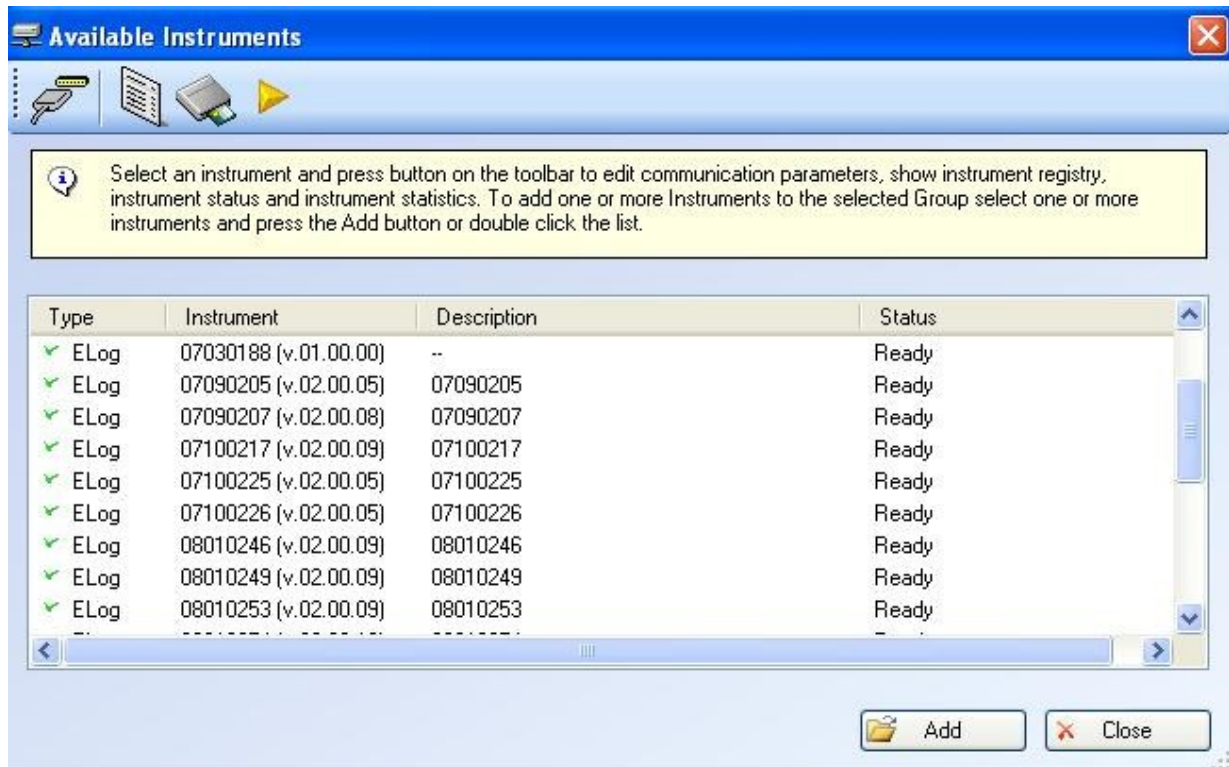 Available Instruments
Select an instrument and press button on the toolbar to edit communication parameters, show instrument registry,
instrument status and instrument statistics. To add one or more Instruments to the selected Group select one or more
instruments and press the Add button or double click the list.
Type Instrument Description Status
ELog 07030188 (v.01.00.00) -- Ready
ELog 07090205 (v.02.00.05) 07090205 Ready
ELog 07090207 (v.02.00.08) 07090207 Ready
ELog 07100217 (v.02.00.09) 07100217 Ready
ELog 07100225 (v.02.00.05) 07100225 Ready
ELog 07100226 (v.02.00.05) 07100226 Ready
ELog 08010246 (v.02.00.09) 08010246 Ready
ELog 08010249 (v.02.00.09) 08010249 Ready
ELog 08010253 (v.02.00.09) 08010253 Ready
Add Close